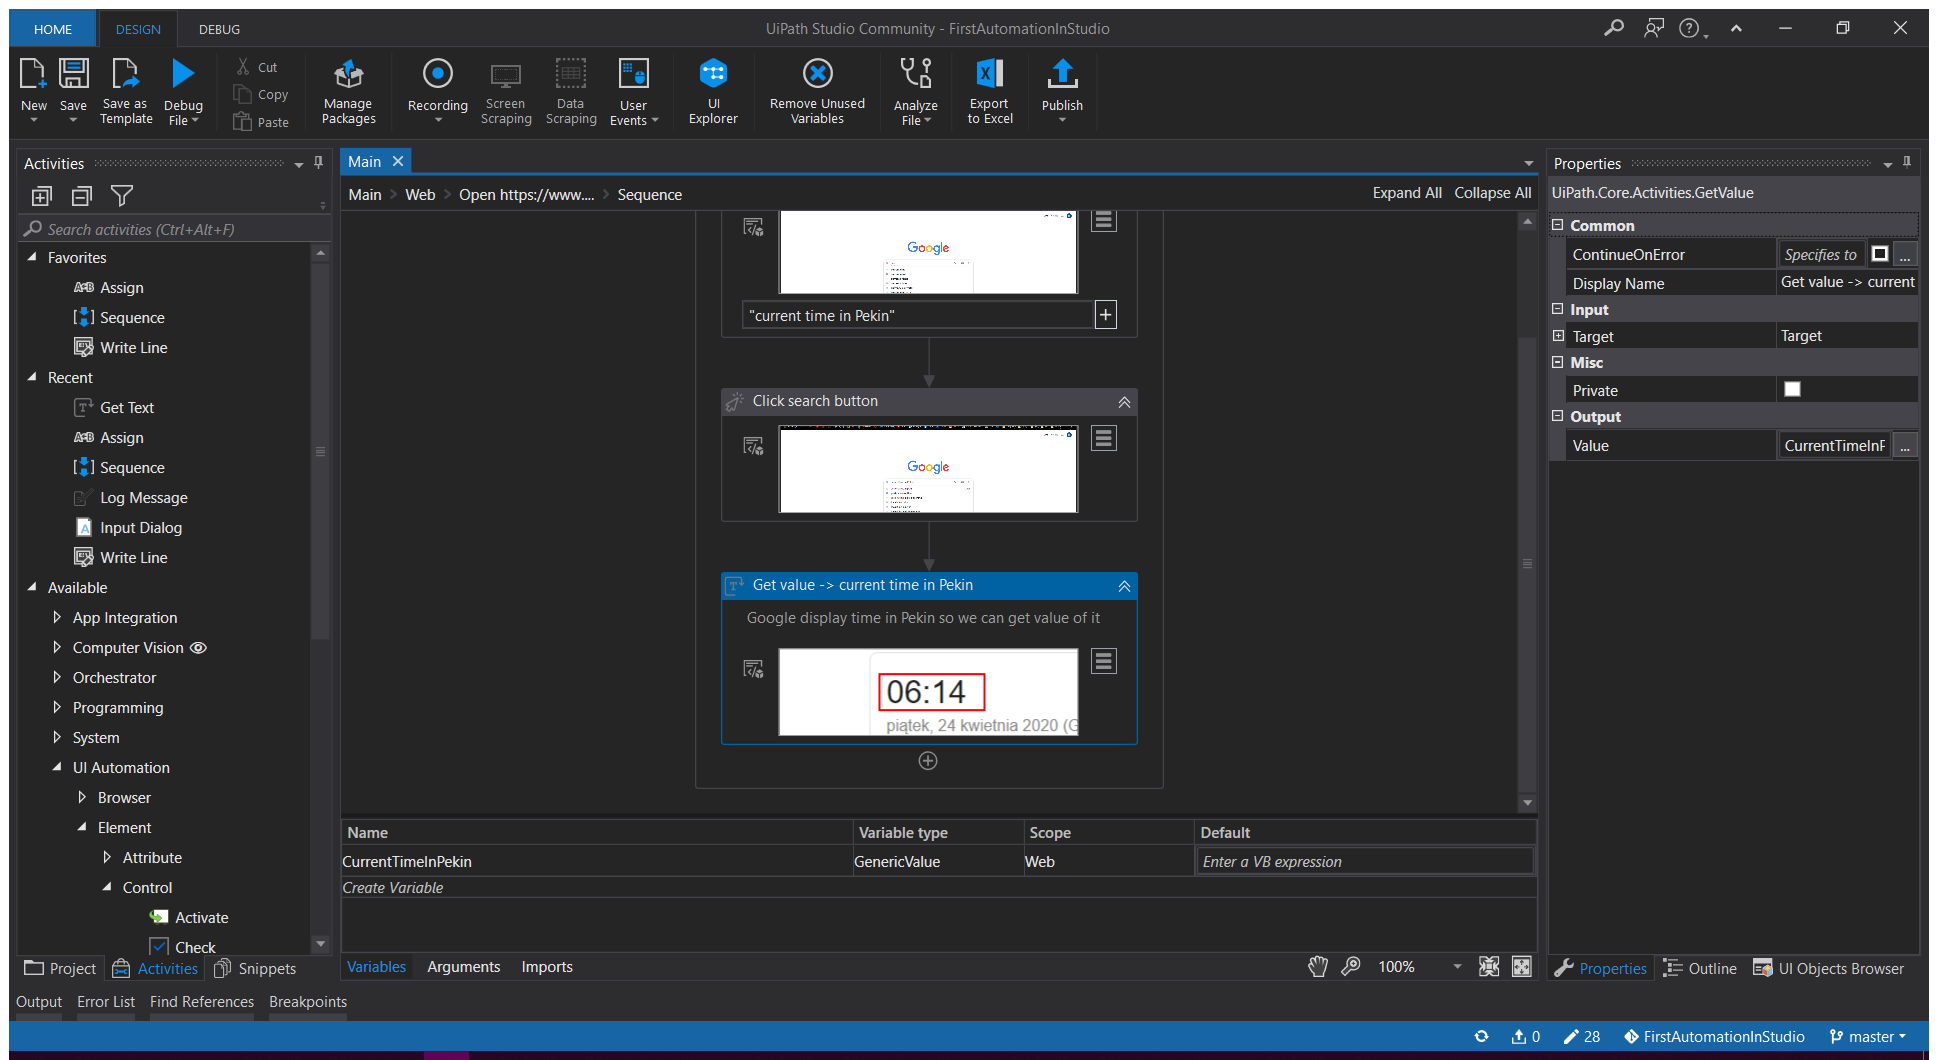 HOME DESIGN DEBUG UiPath Studio Community - FirstAutomationInStudio
New Save Save as Template Debug File Cut Copy Paste Manage Packages Recording Screen Scraping Data Scraping User Events UI Explorer Remove Unused Variables Analyze File Export to Excel Publish
Activities
Search activities (Ctrl+Alt+F)
Favorites
Assign
Sequence
Write Line
Recent
Get Text
Assign
Sequence
Log Message
Input Dialog
Write Line
Available
App Integration
Computer Vision
Orchestrator
Programming
System
UI Automation
Browser
Element
Attribute
Control
Activate
Check
Project Activities Snippets
Main
Main > Web > Open https://www.... > Sequence Expand All Collapse All
Google
"current time in Pekin"
Click search button
Google
Get value -> current time in Pekin
Google display time in Pekin so we can get value of it
06:14
piątek, 24 kwietnia 2020 (G
Name Variable type Scope Default
CurrentTimeInPekin GenericValue Web Enter a VB expression
Create Variable
Variables Arguments Imports 100%
Properties
UiPath.Core.Activities.GetValue
Common
ContinueOnError Specifies to ...
Display Name Get value -> current
Input
Target Target
Misc
Private
Output
Value CurrentTimeInP ...
Properties Outline UI Objects Browser
Output Error List Find References Breakpoints
0 28 FirstAutomationInStudio master